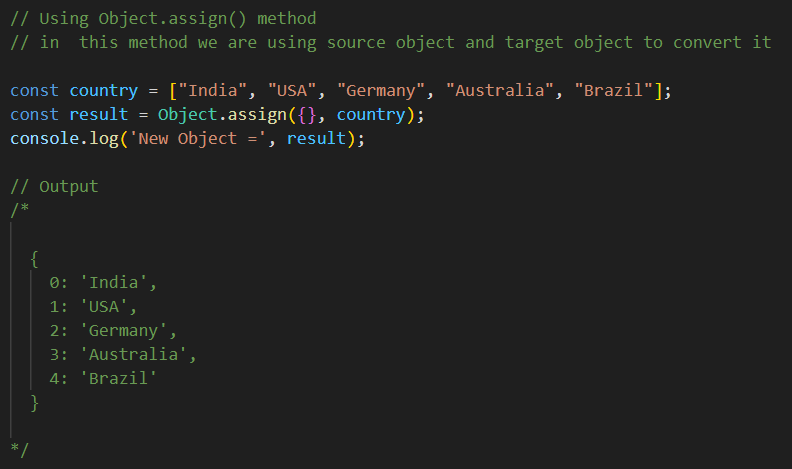 // Using Object.assign() method
// in  this method we are using source object and target object to convert it
const country = ["India", "USA", "Germany", "Australia", "Brazil"];
const result = Object.assign({}, country);
console.log('New Object =', result);
// Output
/*
{
0: 'India',
1: 'USA',
2: 'Germany',
3: 'Australia',
4: 'Brazil'
}
*/